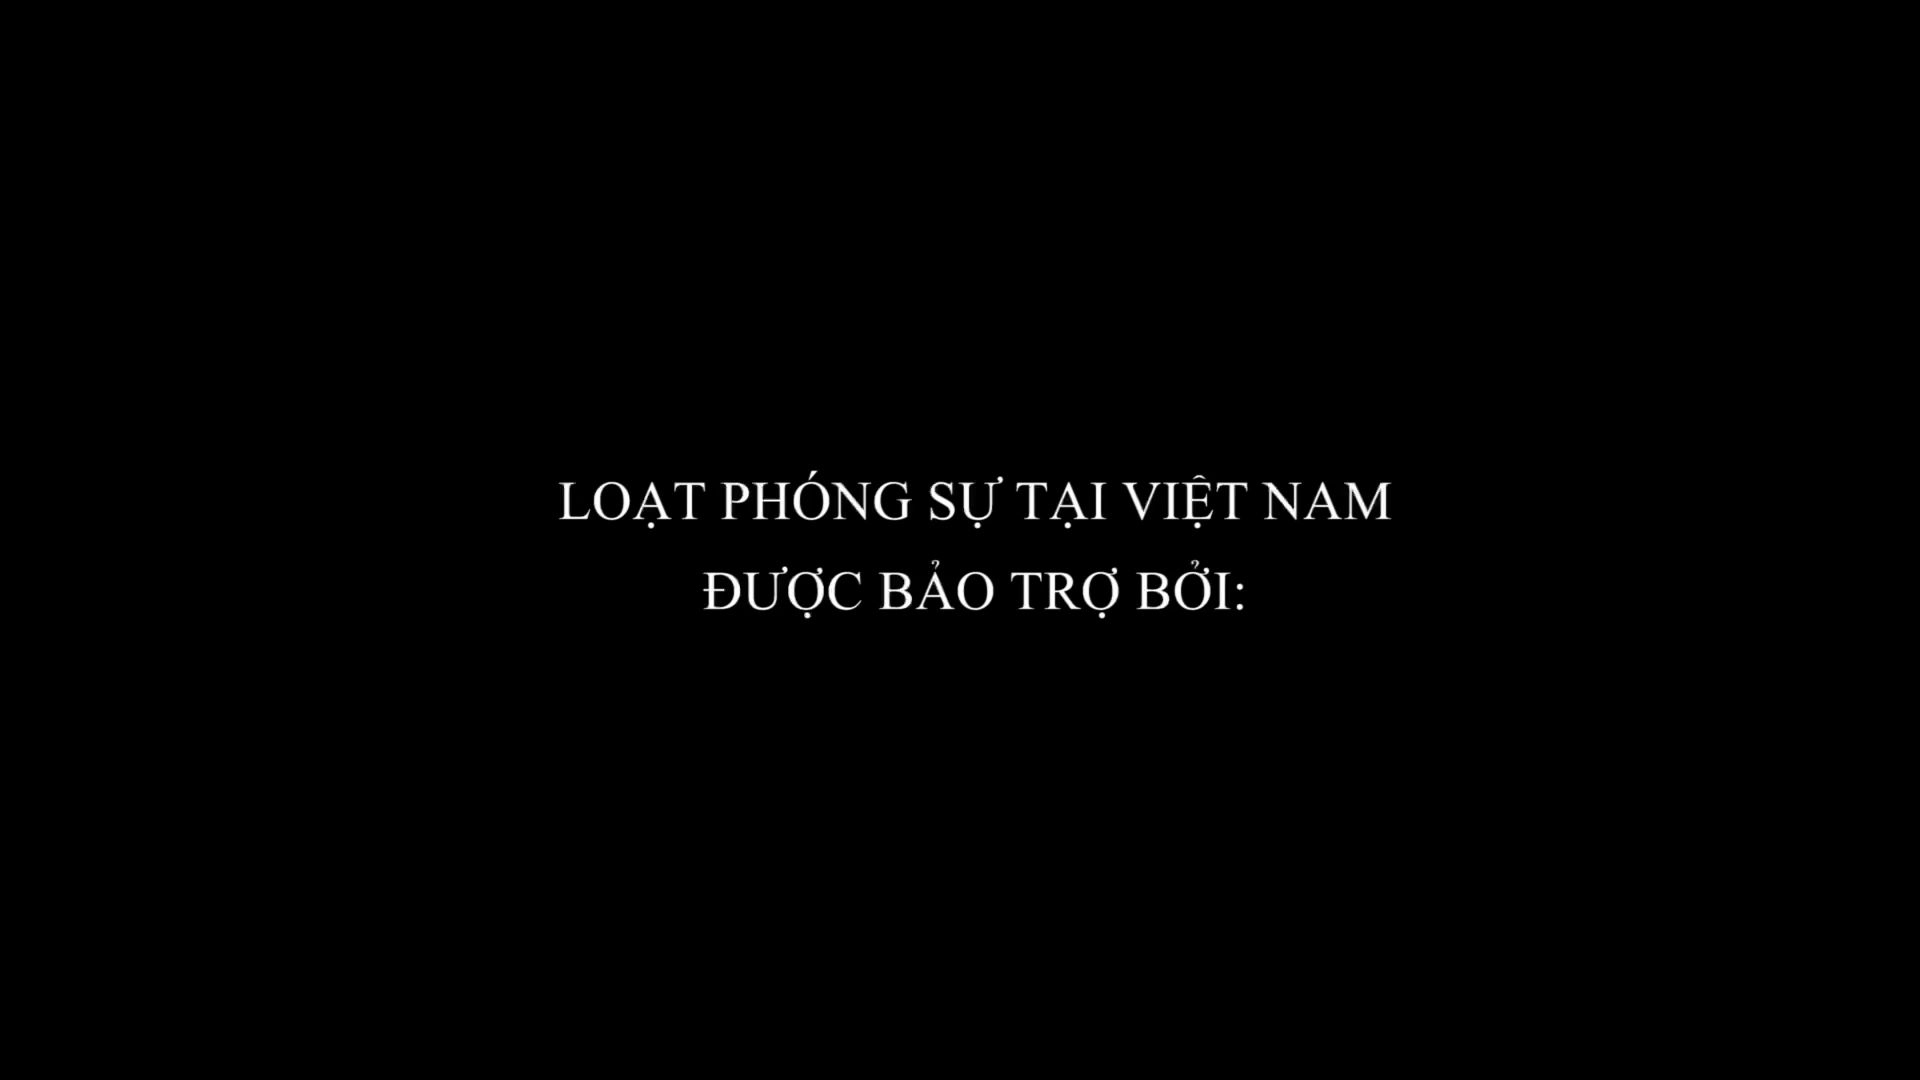 LOẠT PHÓNG SỰ TẠI VIỆT NAM
ĐƯỢC BẢO TRỢ BỞI: